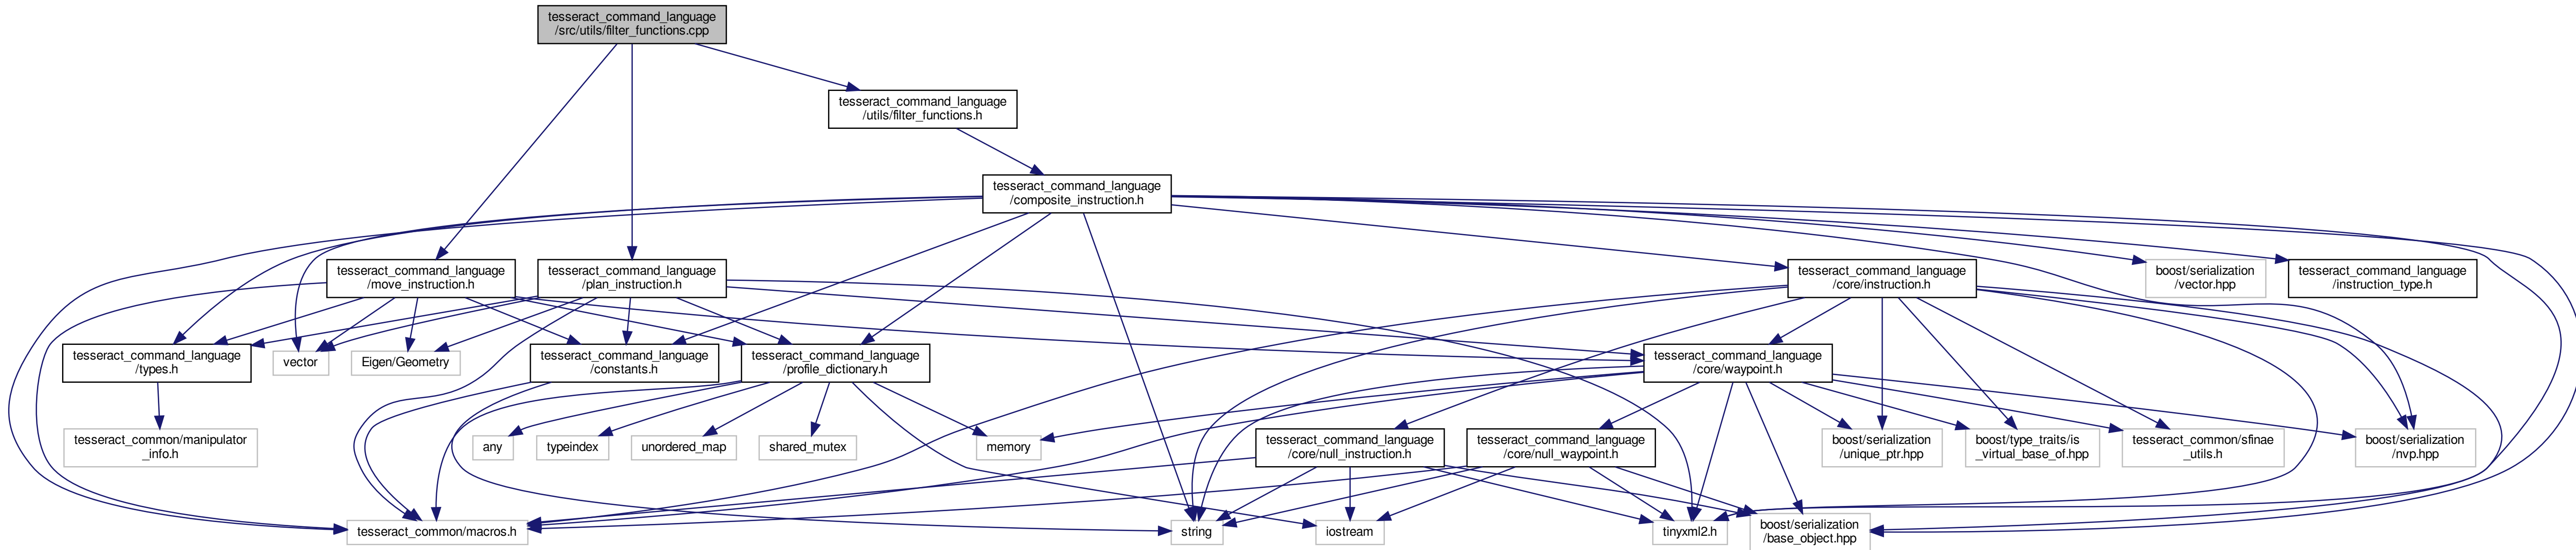 tesseract_command_language
/src/utils/filter_functions.cpp
tesseract_command_language
/utils/filter_functions.h
tesseract_command_language
/composite_instruction.h
tesseract_command_language
/move_instruction.h
tesseract_command_language
/plan_instruction.h
tesseract_command_language
/core/instruction.h
boost/serialization
/vector.hpp
tesseract_command_language
/instruction_type.h
tesseract_command_language
/types.h
vector
Eigen/Geometry
tesseract_command_language
/constants.h
tesseract_command_language
/profile_dictionary.h
tesseract_command_language
/core/waypoint.h
tesseract_common/manipulator
_info.h
any
typeindex
unordered_map
shared_mutex
memory
tesseract_command_language
/core/null_instruction.h
tesseract_command_language
/core/null_waypoint.h
boost/serialization
/unique_ptr.hpp
boost/type_traits/is
_virtual_base_of.hpp
tesseract_common/sfinae
_utils.h
boost/serialization
/nvp.hpp
tesseract_common/macros.h
string
iostream
tinyxml2.h
boost/serialization
/base_object.hpp